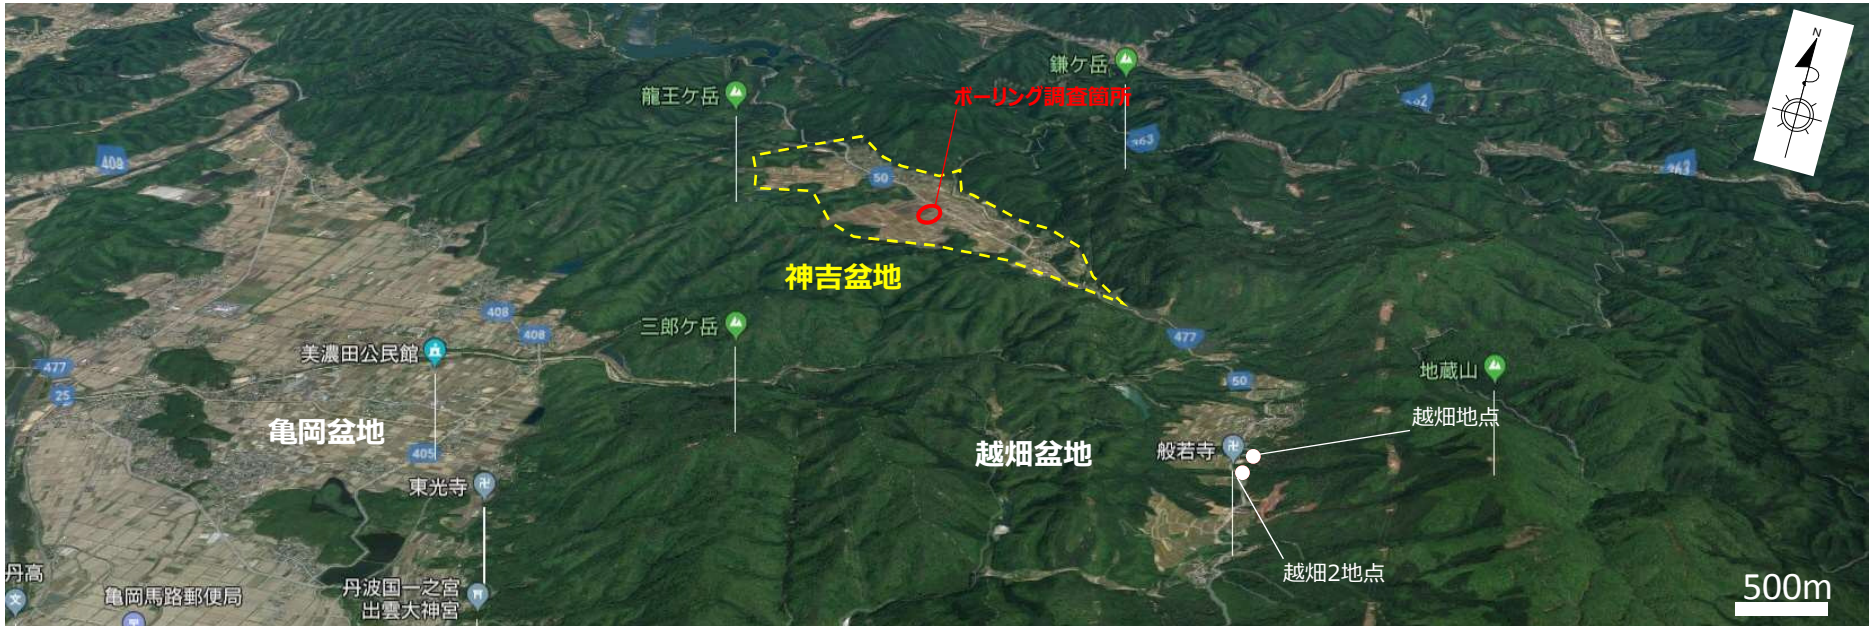 N
鎌ケ岳
龍王ケ岳
ボーリング調査箇所
362
363
363
408
50
神吉盆地
408
三郎ケ岳
408
美濃田公民館
477
477
25
50
地蔵山
越畑地点
亀岡盆地
越畑盆地
般若寺
405
東光寺
越畑2地点
丹高
丹波国一之宮
出雲大神宮
亀岡馬路郵便局
500m